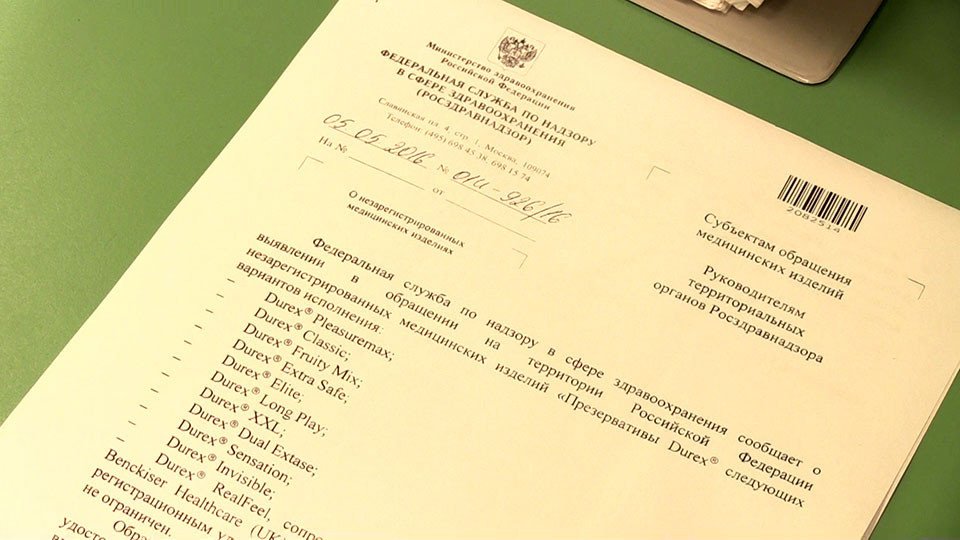 Министерство здравоохранения
Российской Федерации
ФЕДЕРАЛЬНАЯ СЛУЖБА ПО НАДЗОРУ
В СФЕРЕ ЗДРАВООХРАНЕНИЯ
(РОСЗДРАВНАДЗОР)
Славянская пл. 4, стр. 1, Москва, 109074
Телефон: (495) 698 45 38, 698 15 74
05.05.2016 № 01и-926/16
На № от
О незарегистрированных
медицинских изделиях
2082514
Субъектам обращения
медицинских изделий
Руководителям
территориальных
органов Росздравнадзора
Федеральная служба по надзору в сфере здравоохранения сообщает о
выявлении в обращении на территории Российской Федерации
незарегистрированных медицинских изделий «Презервативы Durex® следующих
вариантов исполнения:
– Durex® Pleasuremax;
– Durex® Classic;
– Durex® Fruity Mix;
– Durex® Extra Safe;
– Durex® Elite;
– Durex® Long Play;
– Durex® XXL;
– Durex® Dual Extase;
– Durex® Sensation;
– Durex® Invisible;
– Durex® RealFeel, сопро
Benckiser Healthcare (UK)
регистрационным уд
не ограничен.
Обра
удосто